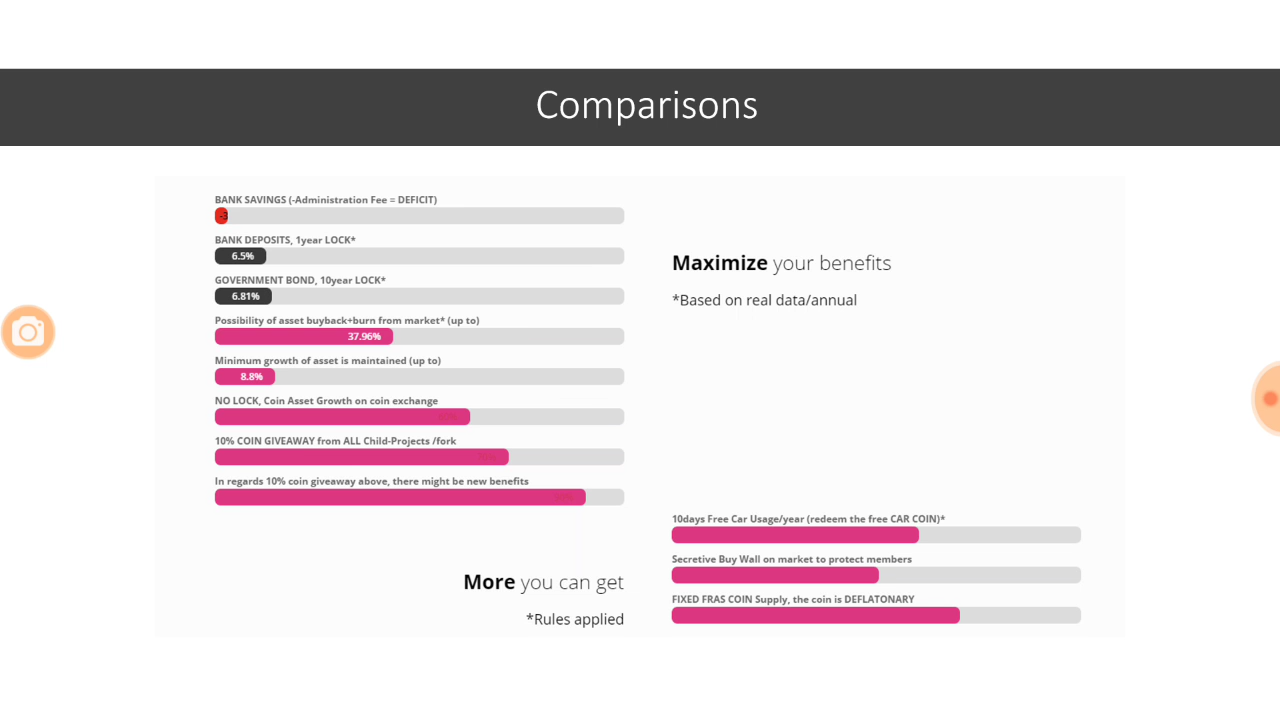 Comparisons
BANK SAVINGS (-Administration Fee = DEFICIT)
-3
BANK DEPOSITS, 1year LOCK*
6.5%
GOVERNMENT BOND, 10year LOCK*
6.81%
Possibility of asset buyback+burn from market* (up to)
37.96%
Minimum growth of asset is maintained (up to)
8.8%
NO LOCK, Coin Asset Growth on coin exchange
10% COIN GIVEAWAY from ALL Child-Projects /fork
In regards 10% coin giveaway above, there might be new benefits
Maximize your benefits
*Based on real data/annual
More you can get
*Rules applied
10days Free Car Usage/year (redeem the free CAR COIN)*
Secretive Buy Wall on market to protect members
FIXED FRAS COIN Supply, the coin is DEFLATONARY